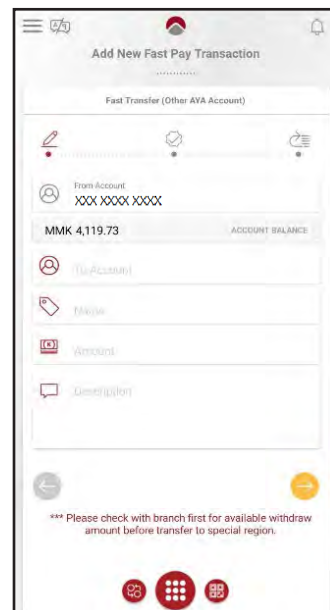 Add New Fast Pay Transaction
Fast Transfer (Other AYA Account)
From Account
XXX XXXX XXXX
MMK 4,119.73 ACCOUNT BALANCE
To Account
Name
Amount
Description
*** Please check with branch first for available withdraw
amount before transfer to special region.